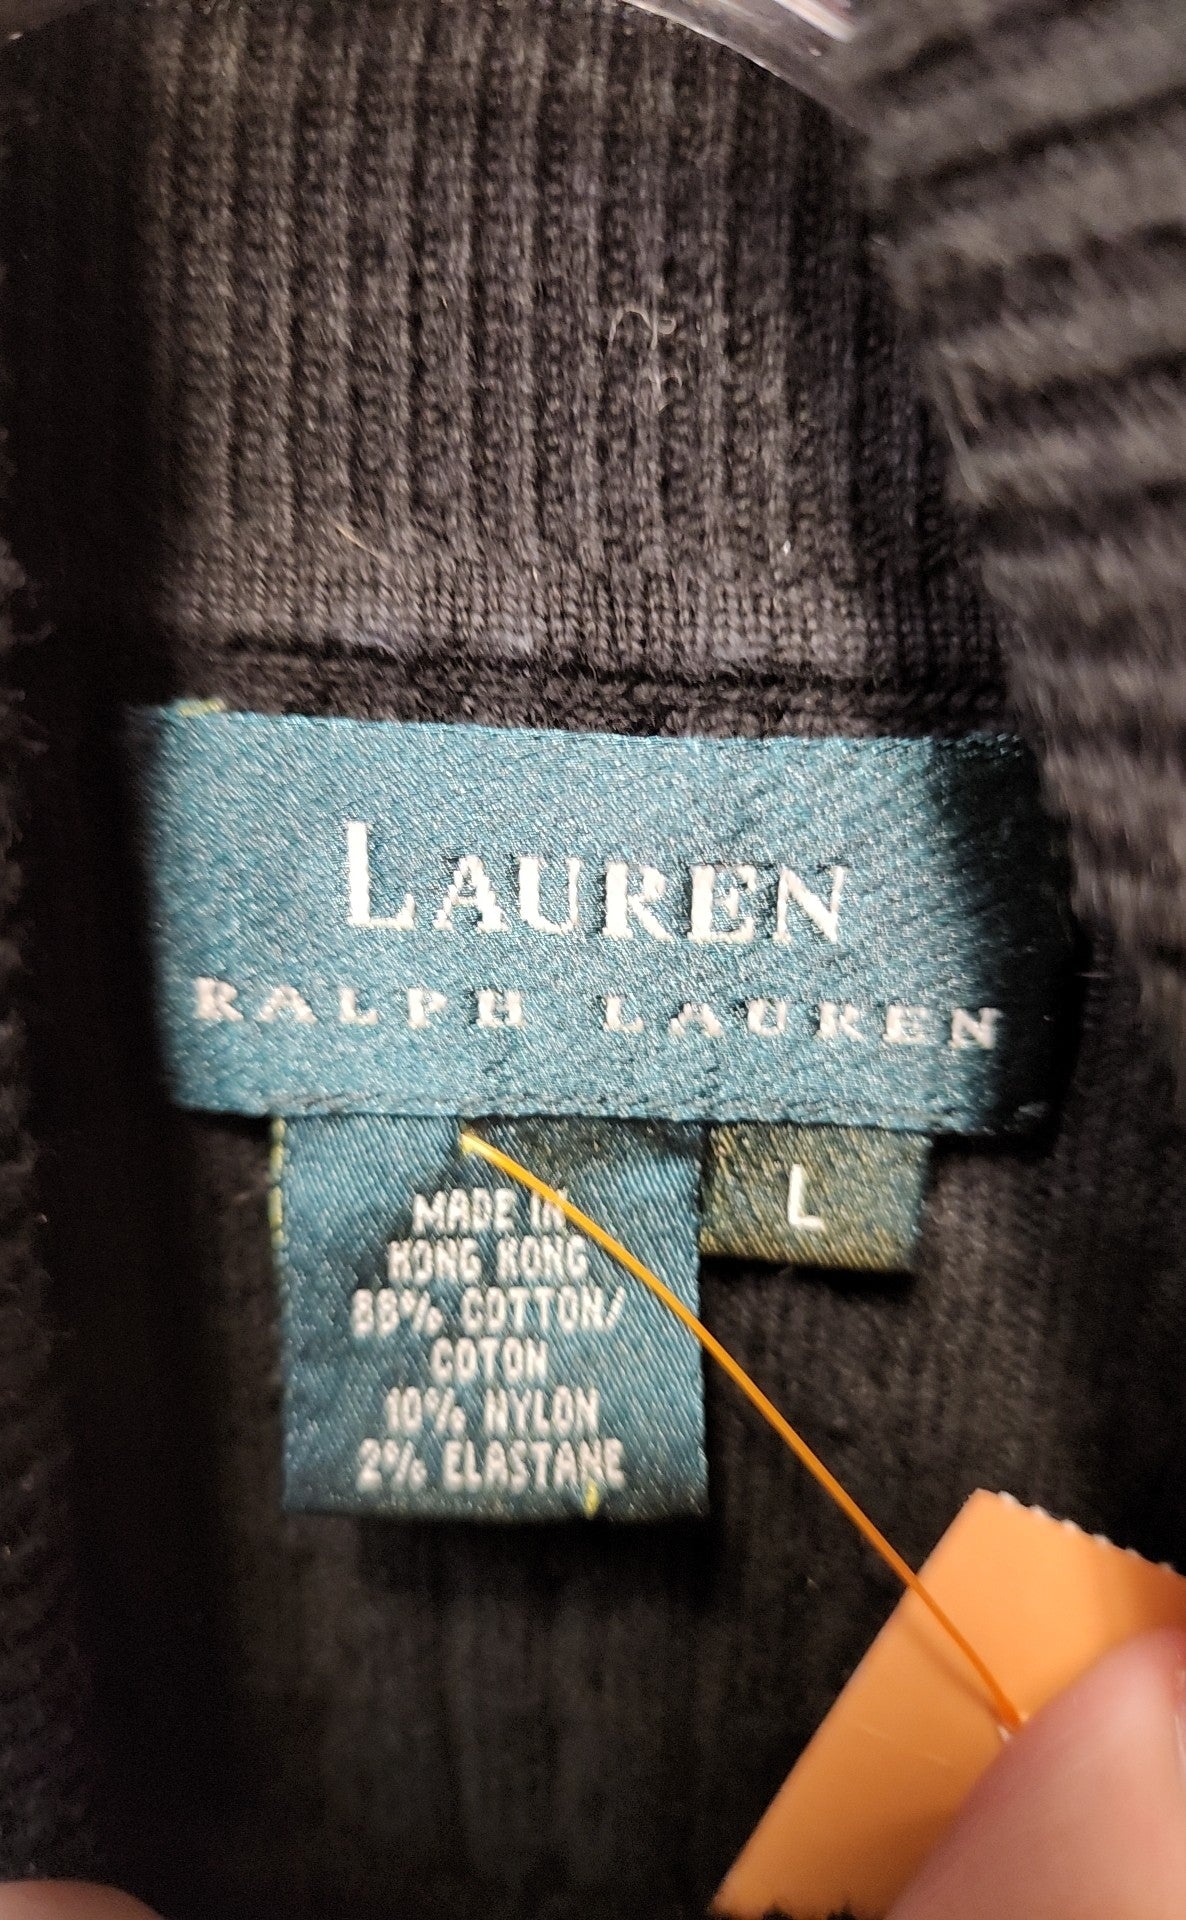 LAUREN
RALPH LAUREN
L
MADE IN
HONG KONG
88% COTTON/
COTON
10% NYLON
2% ELASTANE